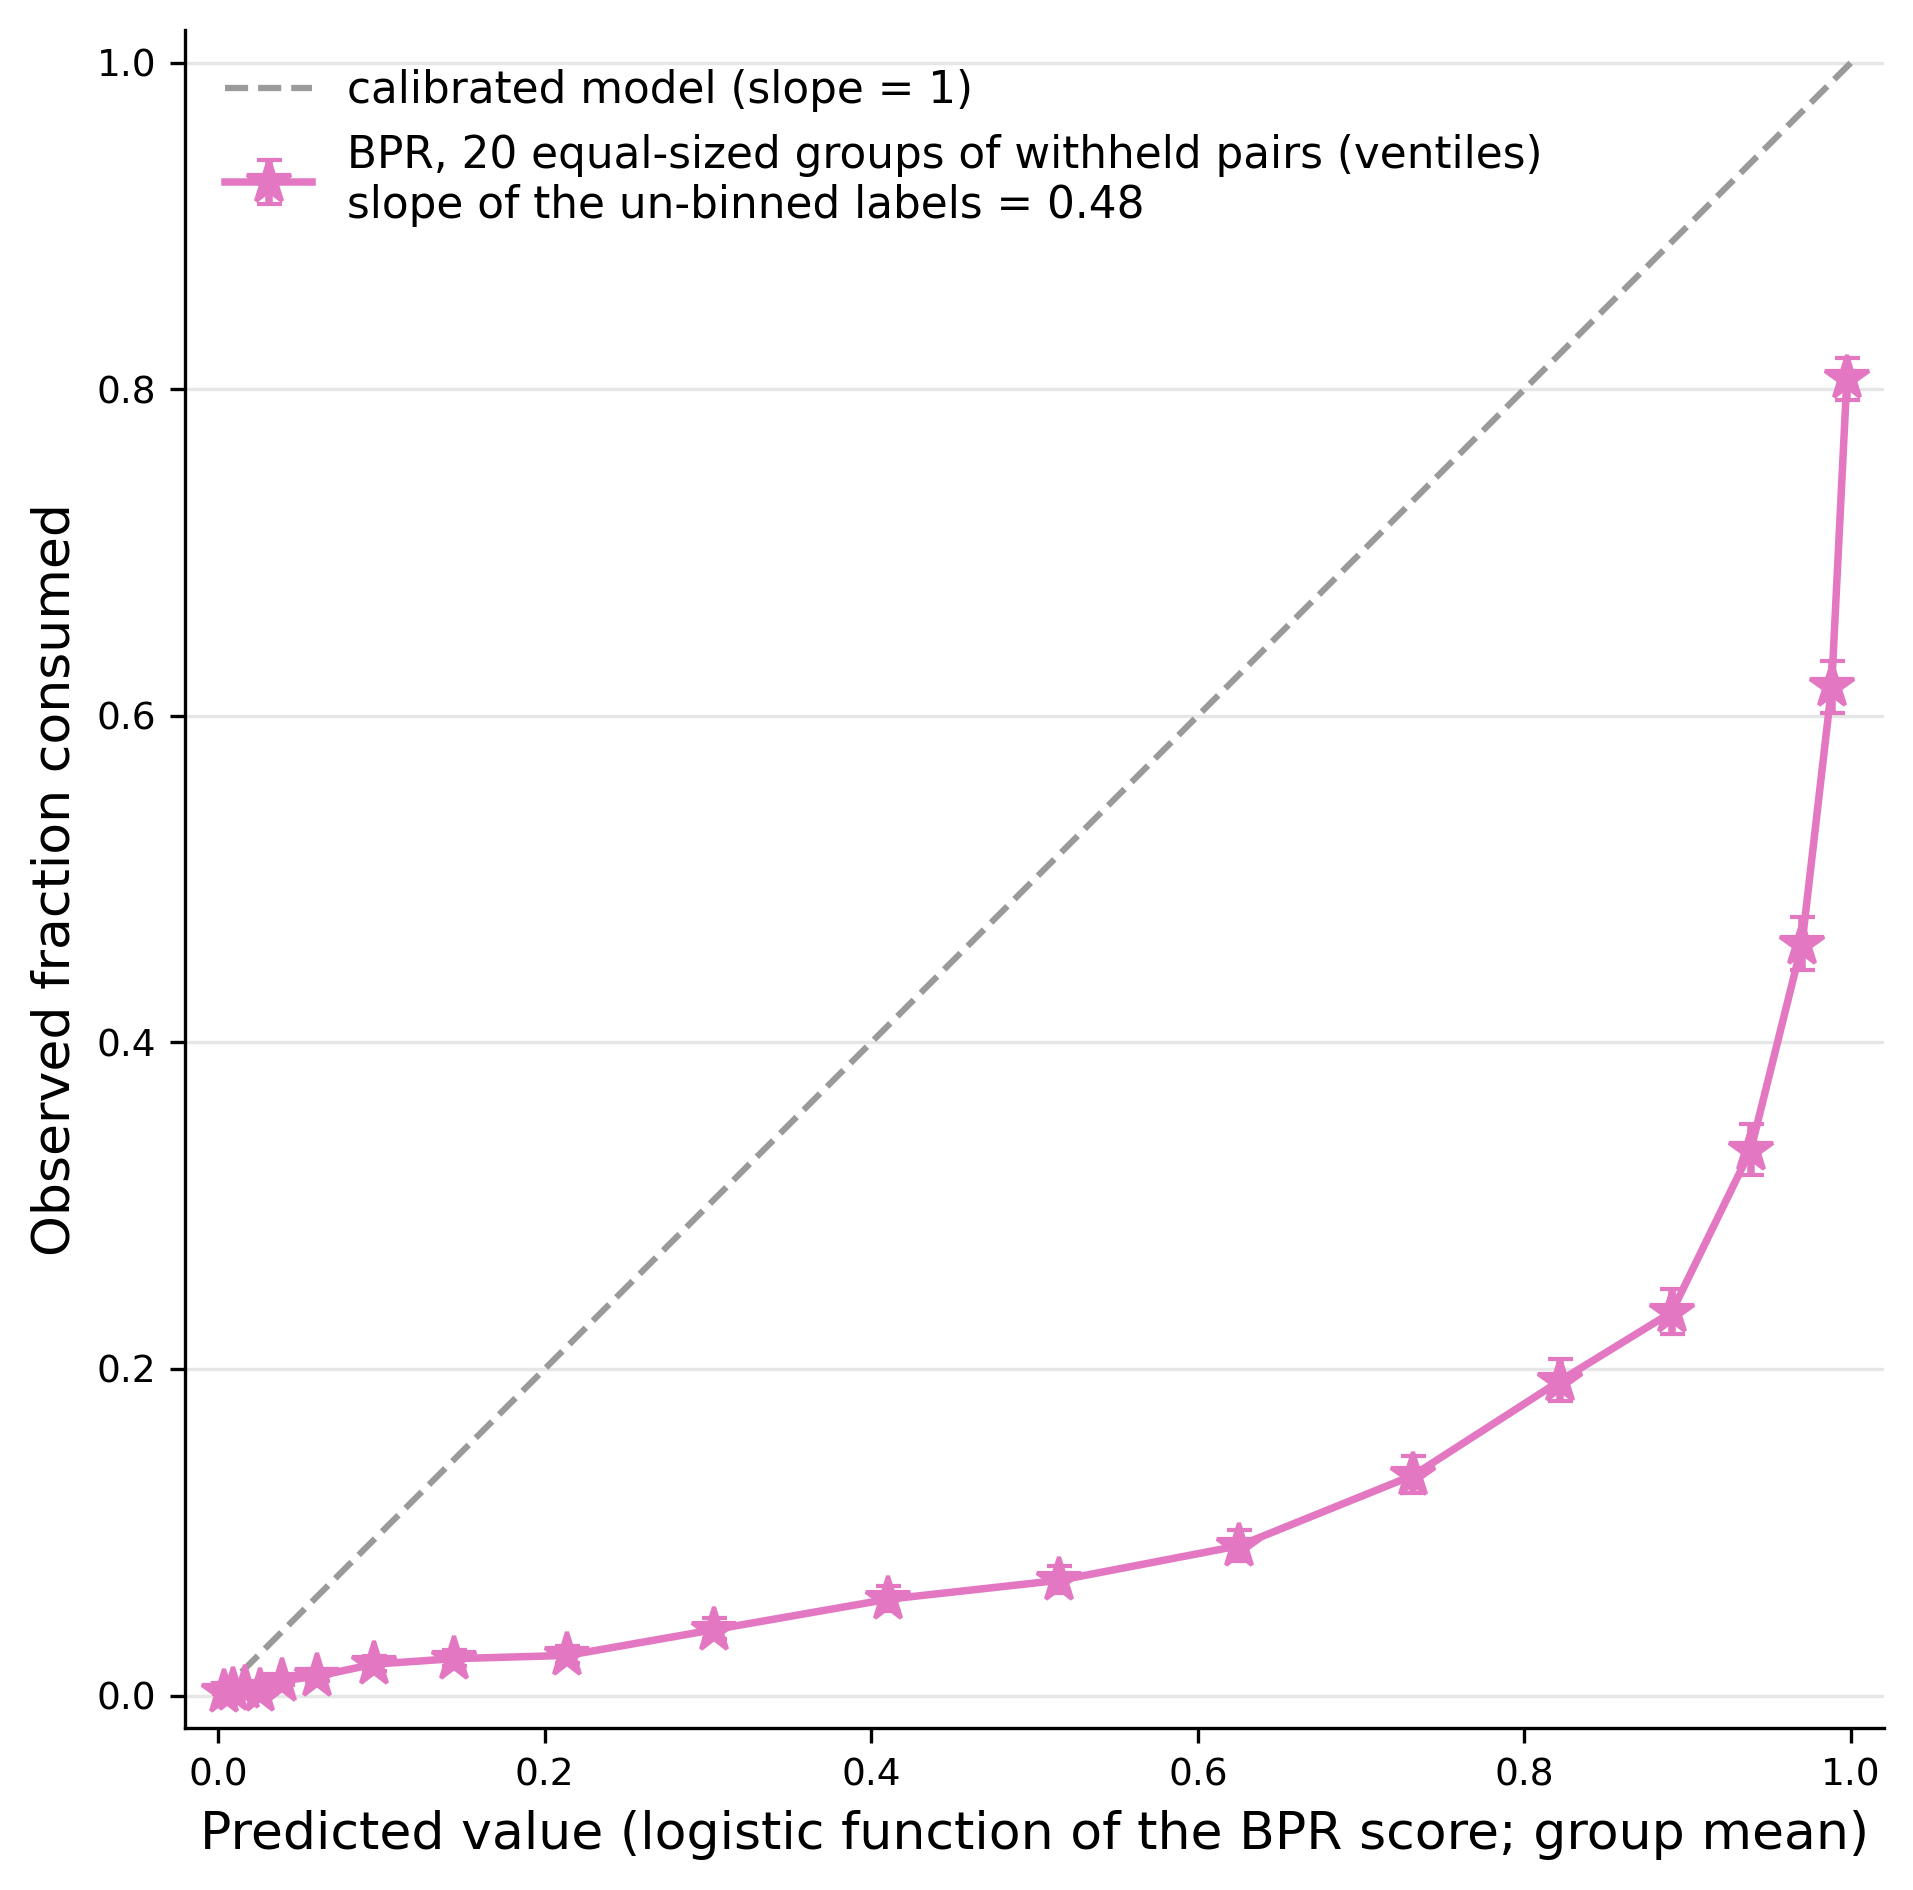 calibrated model (slope = 1)
BPR, 20 equal-sized groups of withheld pairs (ventiles)
slope of the un-binned labels = 0.48
Observed fraction consumed
1.0
0.8
0.6
0.4
0.2
0.0
0.0 0.2 0.4 0.6 0.8 1.0
Predicted value (logistic function of the BPR score; group mean)